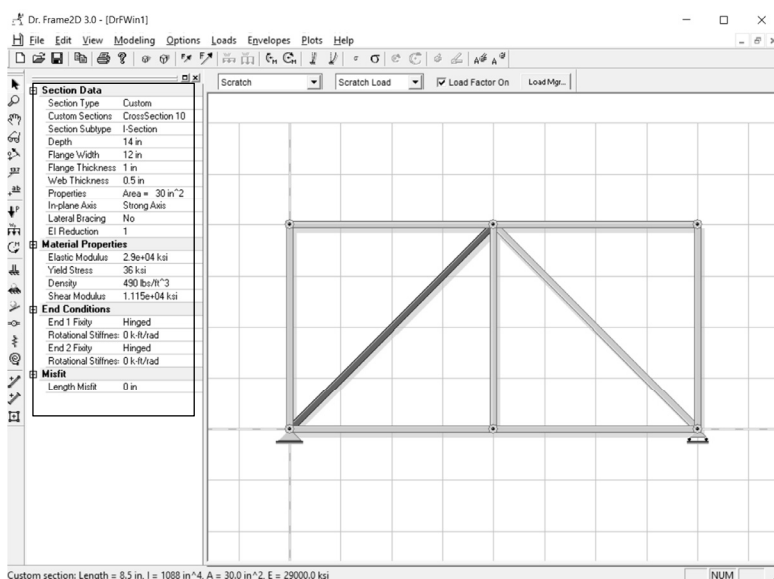 Dr. Frame2D 3.0 - [DrFWin1]
File Edit View Modeling Options Loads Envelopes Plots Help
Scratch Scratch Load Load Factor On Load Mgr...
Section Data
Section Type Custom
Custom Sections CrossSection 10
Section Subtype I-Section
Depth 14 in
Flange Width 12 in
Flange Thickness 1 in
Web Thickness 0.5 in
Properties Area = 30 in^2
In-plane Axis Strong Axis
Lateral Bracing No
EI Reduction 1
Material Properties
Elastic Modulus 2.9e+04 ksi
Yield Stress 36 ksi
Density 490 lbs/ft^3
Shear Modulus 1.115e+04 ksi
End Conditions
End 1 Fixity Hinged
Rotational Stiffnes: 0 k-ft/rad
End 2 Fixity Hinged
Rotational Stiffnes: 0 k-ft/rad
Misfit
Length Misfit 0 in
Custom section: Length = 8.5 in, I = 1088 in^4, A = 30.0 in^2, E = 29000.0 ksi
NUM